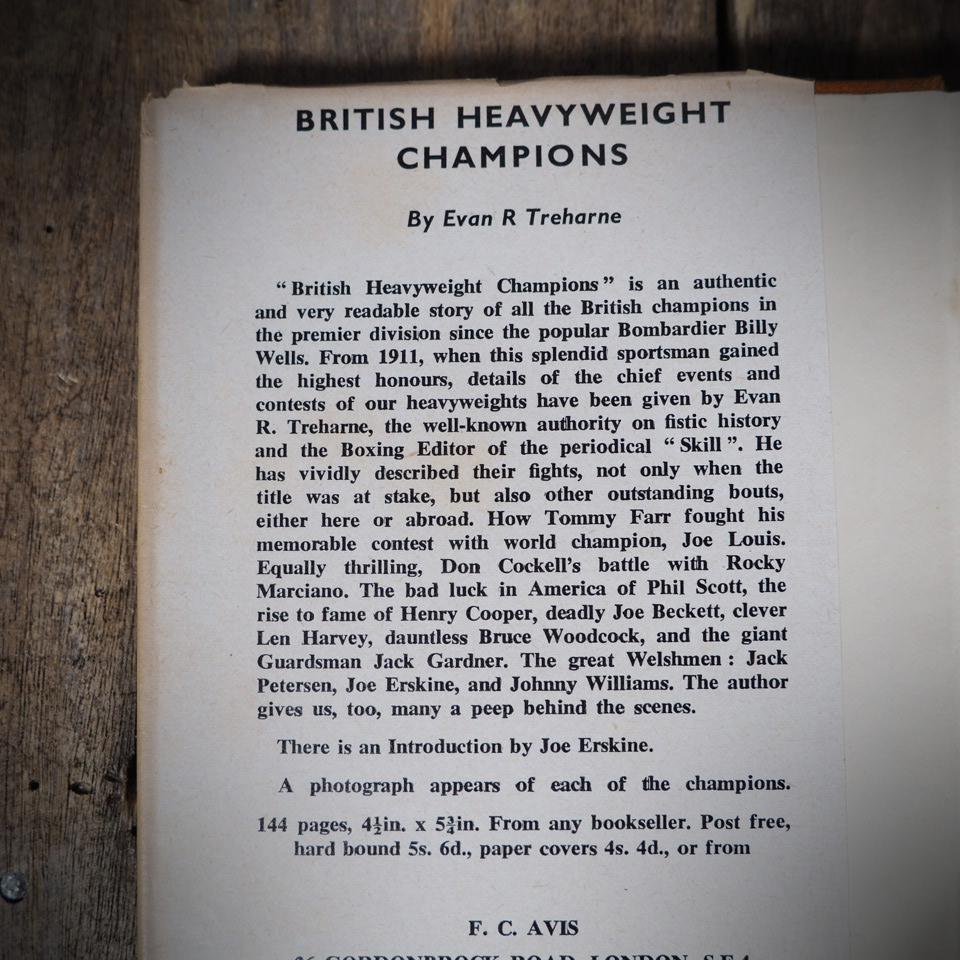 BRITISH HEAVYWEIGHT
CHAMPIONS
By Evan R Treharne
“British Heavyweight Champions” is an authentic
and very readable story of all the British champions in
the premier division since the popular Bombardier Billy
Wells. From 1911, when this splendid sportsman gained
the highest honours, details of the chief events and
contests of our heavyweights have been given by Evan
R. Treharne, the well-known authority on fistic history
and the Boxing Editor of the periodical “Skill”. He
has vividly described their fights, not only when the
title was at stake, but also other outstanding bouts,
either here or abroad. How Tommy Farr fought his
memorable contest with world champion, Joe Louis.
Equally thrilling, Don Cockell's battle with Rocky
Marciano. The bad luck in America of Phil Scott, the
rise to fame of Henry Cooper, deadly Joe Beckett, clever
Len Harvey, dauntless Bruce Woodcock, and the giant
Guardsman Jack Gardner. The great Welshmen : Jack
Petersen, Joe Erskine, and Johnny Williams. The author
gives us, too, many a peep behind the scenes.
There is an Introduction by Joe Erskine.
A photograph appears of each of the champions.
144 pages, 4½in. x 5¾in. From any bookseller. Post free,
hard bound 5s. 6d., paper covers 4s. 4d., or from
F. C. AVIS
ROAD, LONDON, S.E.4